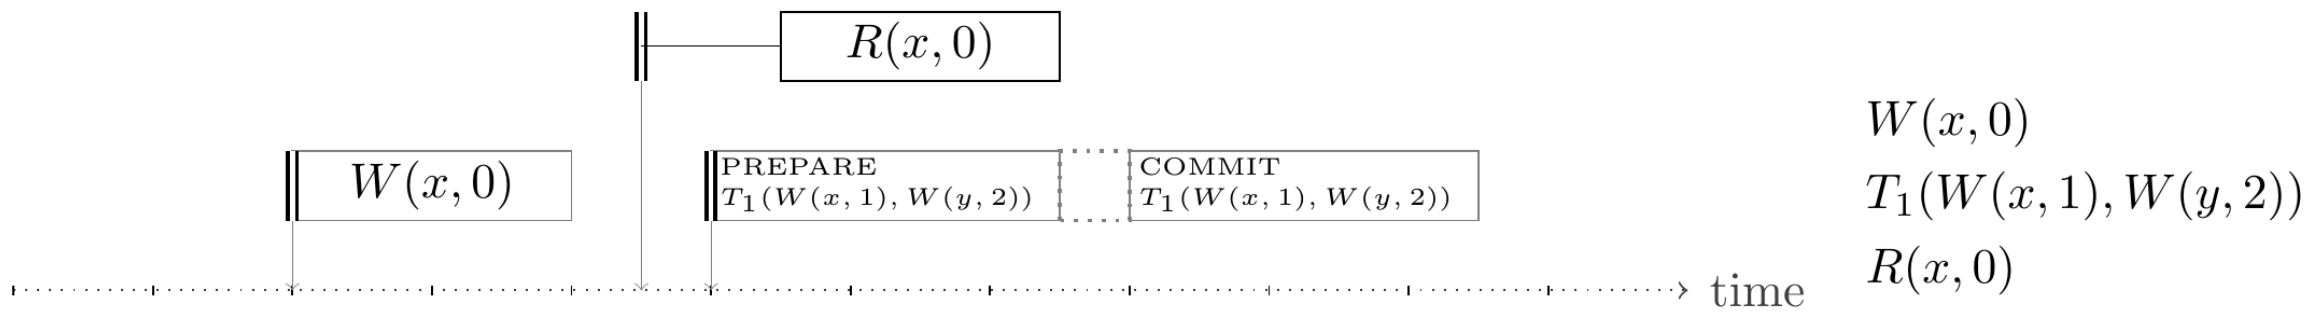 R(x, 0)
W(x, 0)
PREPARE
T₁(W(x, 1), W(y, 2))
COMMIT
T₁(W(x, 1), W(y, 2))
time
W(x, 0)
T₁(W(x, 1), W(y, 2))
R(x, 0)